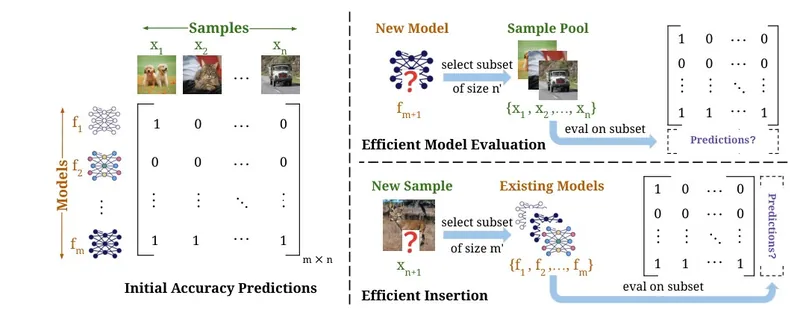 Samples
x1 x2 xn
...
Models
f1
f2
⋮
fm
1 0 ... 0
0 0 ... 0
⋮ ⋮ ⋱ ⋮
1 1 ... 1
m × n
Initial Accuracy Predictions
New Model
?
fm+1
select subset
of size n'
Sample Pool
{x1 , x2 ,..., xn}
eval on subset
1 0 ... 0
0 0 ... 0
⋮ ⋮ ⋱ ⋮
1 1 ... 1
Predictions?
Efficient Model Evaluation
New Sample
?
xn+1
select subset
of size m'
Existing Models
{f1 , f2 ,..., fm}
eval on subset
1 0 ... 0
0 0 ... 0
⋮ ⋮ ⋱ ⋮
1 1 ... 1
Predictions?
Efficient Insertion